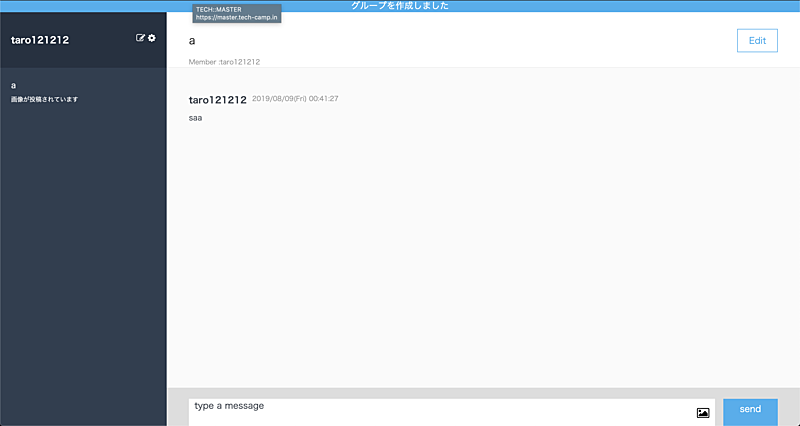 グループを作成しました
TECH::MASTER
https://master.tech-camp.in
taro121212
a
画像が投稿されています
a
Edit
Member :taro121212
taro121212 2019/08/09(Fri) 00:41:27
saa
type a message
send